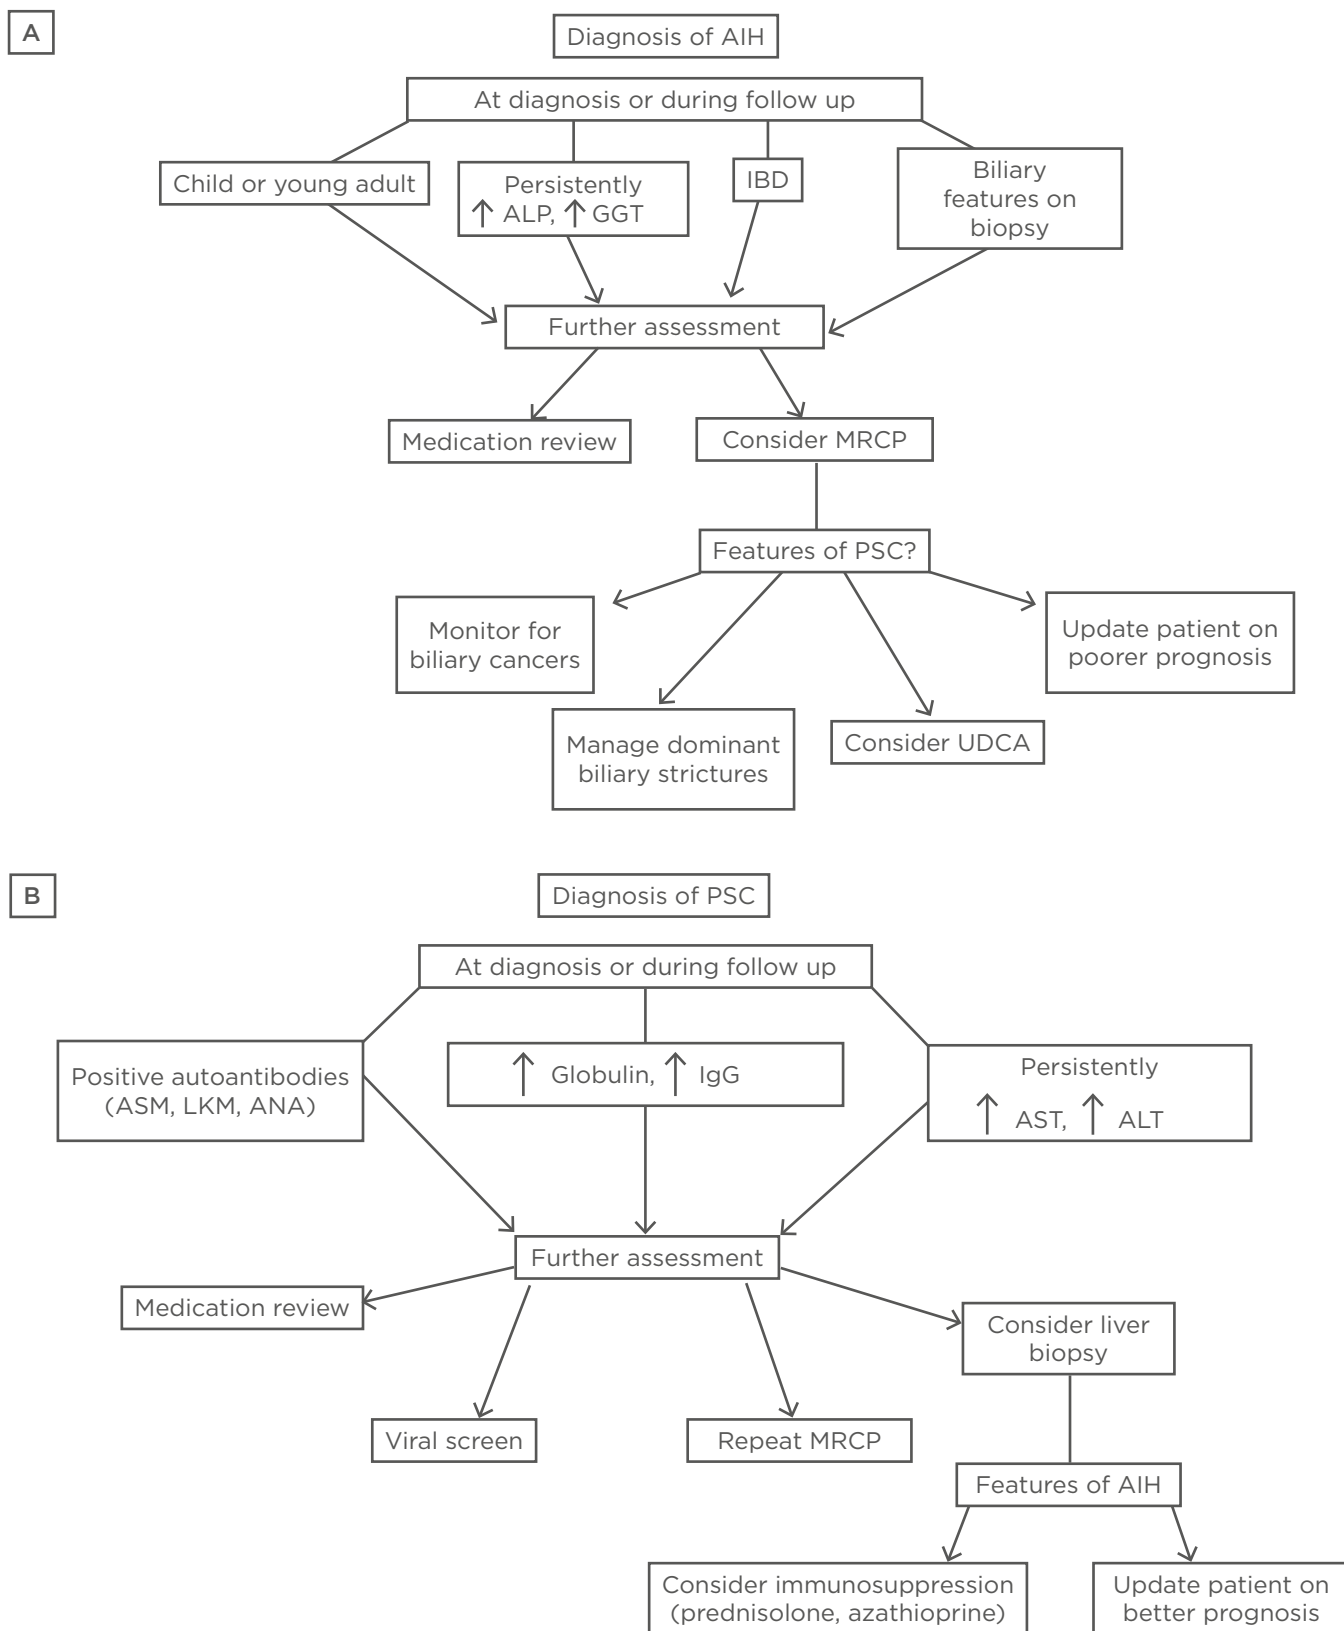 A
Diagnosis of AIH
At diagnosis or during follow up
Child or young adult
Persistently
↑ ALP, ↑ GGT
IBD
Biliary
features on
biopsy
Further assessment
Medication review
Consider MRCP
Features of PSC?
Monitor for
biliary cancers
Update patient on
poorer prognosis
Manage dominant
biliary strictures
Consider UDCA
B
Diagnosis of PSC
At diagnosis or during follow up
Positive autoantibodies
(ASM, LKM, ANA)
↑ Globulin, ↑ IgG
Persistently
↑ AST, ↑ ALT
Further assessment
Medication review
Consider liver
biopsy
Viral screen
Repeat MRCP
Features of AIH
Consider immunosuppression
(prednisolone, azathioprine)
Update patient on
better prognosis